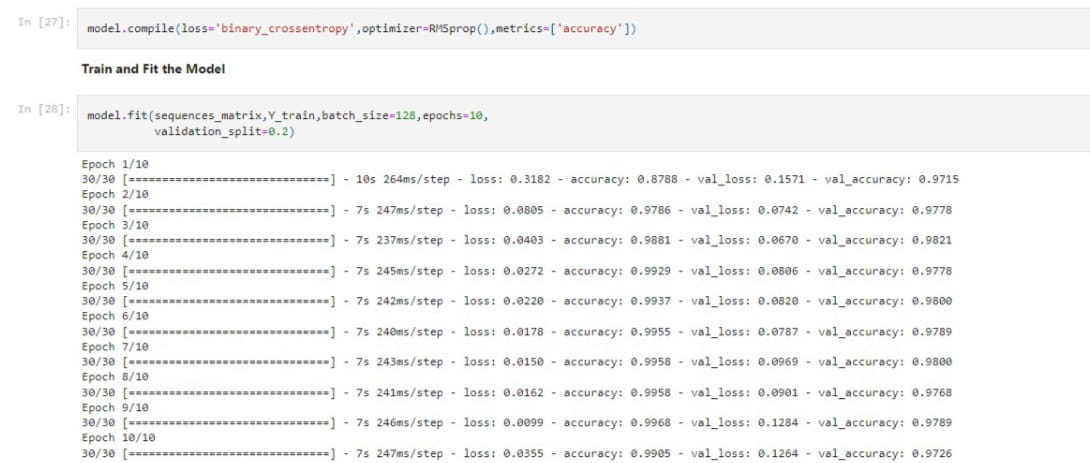 In [27]:
model.compile(loss='binary_crossentropy',optimizer=RMSprop(),metrics=['accuracy'])
Train and Fit the Model
In [28]:
model.fit(sequences_matrix,Y_train,batch_size=128,epochs=10,
validation_split=0.2)
Epoch 1/10
30/30 [==============================] - 10s 264ms/step - loss: 0.3182 - accuracy: 0.8788 - val_loss: 0.1571 - val_accuracy: 0.9715
Epoch 2/10
30/30 [==============================] - 7s 247ms/step - loss: 0.0805 - accuracy: 0.9786 - val_loss: 0.0742 - val_accuracy: 0.9778
Epoch 3/10
30/30 [==============================] - 7s 237ms/step - loss: 0.0403 - accuracy: 0.9881 - val_loss: 0.0670 - val_accuracy: 0.9821
Epoch 4/10
30/30 [==============================] - 7s 245ms/step - loss: 0.0272 - accuracy: 0.9929 - val_loss: 0.0806 - val_accuracy: 0.9778
Epoch 5/10
30/30 [==============================] - 7s 242ms/step - loss: 0.0220 - accuracy: 0.9937 - val_loss: 0.0820 - val_accuracy: 0.9800
Epoch 6/10
30/30 [==============================] - 7s 240ms/step - loss: 0.0178 - accuracy: 0.9955 - val_loss: 0.0787 - val_accuracy: 0.9789
Epoch 7/10
30/30 [==============================] - 7s 243ms/step - loss: 0.0150 - accuracy: 0.9958 - val_loss: 0.0969 - val_accuracy: 0.9800
Epoch 8/10
30/30 [==============================] - 7s 241ms/step - loss: 0.0162 - accuracy: 0.9958 - val_loss: 0.0901 - val_accuracy: 0.9768
Epoch 9/10
30/30 [==============================] - 7s 246ms/step - loss: 0.0099 - accuracy: 0.9968 - val_loss: 0.1284 - val_accuracy: 0.9789
Epoch 10/10
30/30 [==============================] - 7s 247ms/step - loss: 0.0355 - accuracy: 0.9905 - val_loss: 0.1264 - val_accuracy: 0.9726